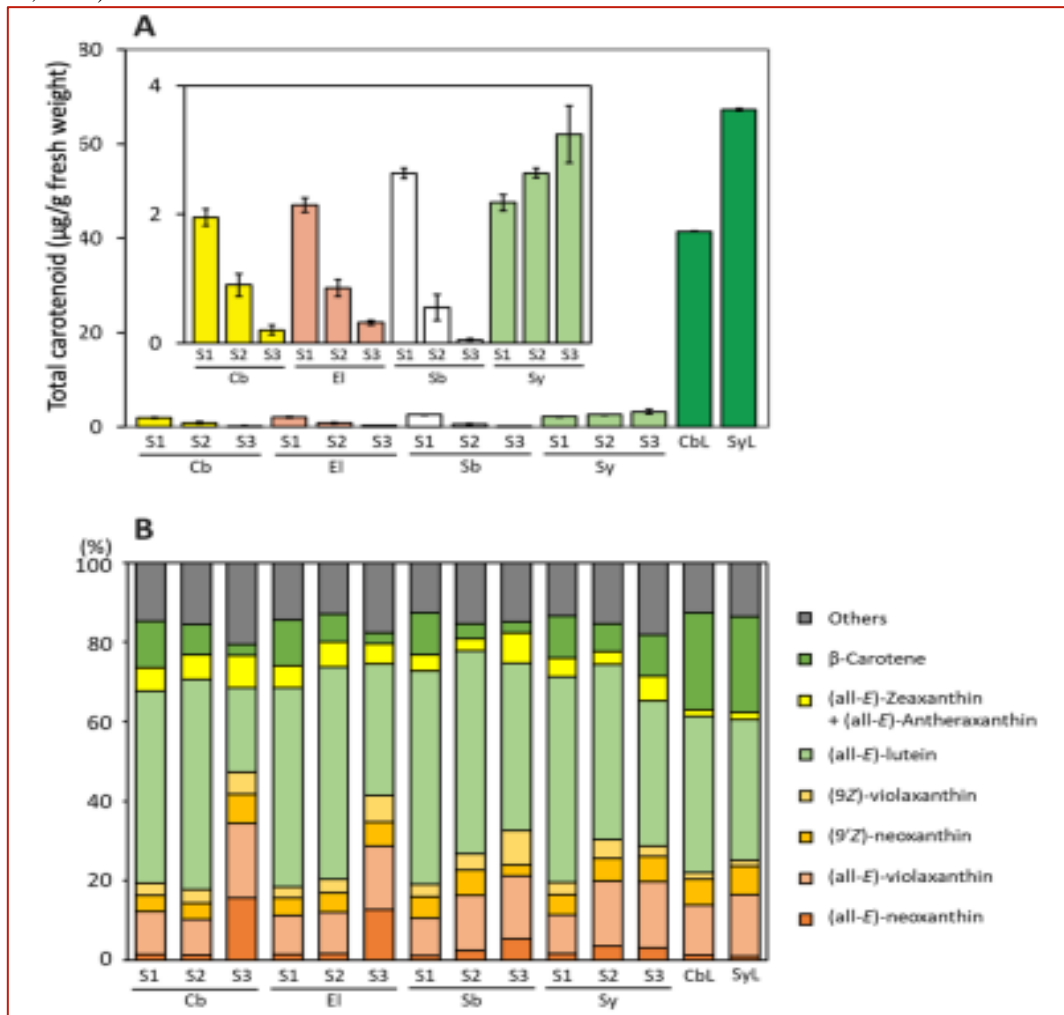 A
Total carotenoid (μg/g fresh weight)
80
60
40
20
0
4
2
0
S1 S2 S3 S1 S2 S3 S1 S2 S3 S1 S2 S3
Cb El Sb Sy
S1 S2 S3 S1 S2 S3 S1 S2 S3 S1 S2 S3 CbL SyL
Cb El Sb Sy
B
(%)
100
80
60
40
20
0
S1 S2 S3 S1 S2 S3 S1 S2 S3 S1 S2 S3 CbL SyL
Cb El Sb Sy
Others
β-Carotene
(all-E)-Zeaxanthin
+ (all-E)-Antheraxanthin
(all-E)-lutein
(9Z)-violaxanthin
(9'Z)-neoxanthin
(all-E)-violaxanthin
(all-E)-neoxanthin